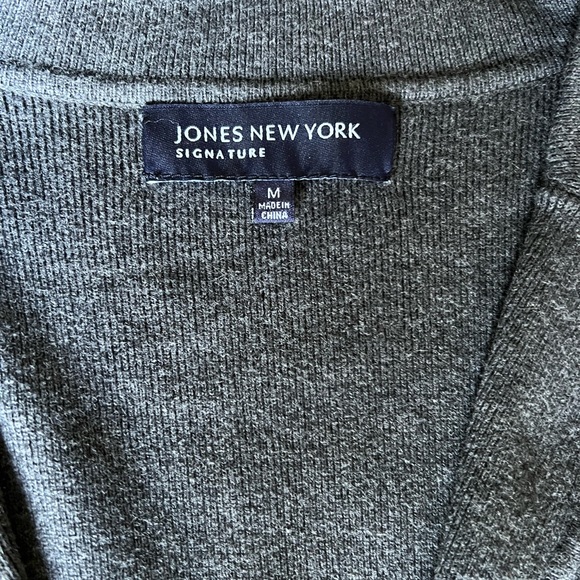 JONES NEW YORK
SIGNATURE
M
MADE IN
CHINA